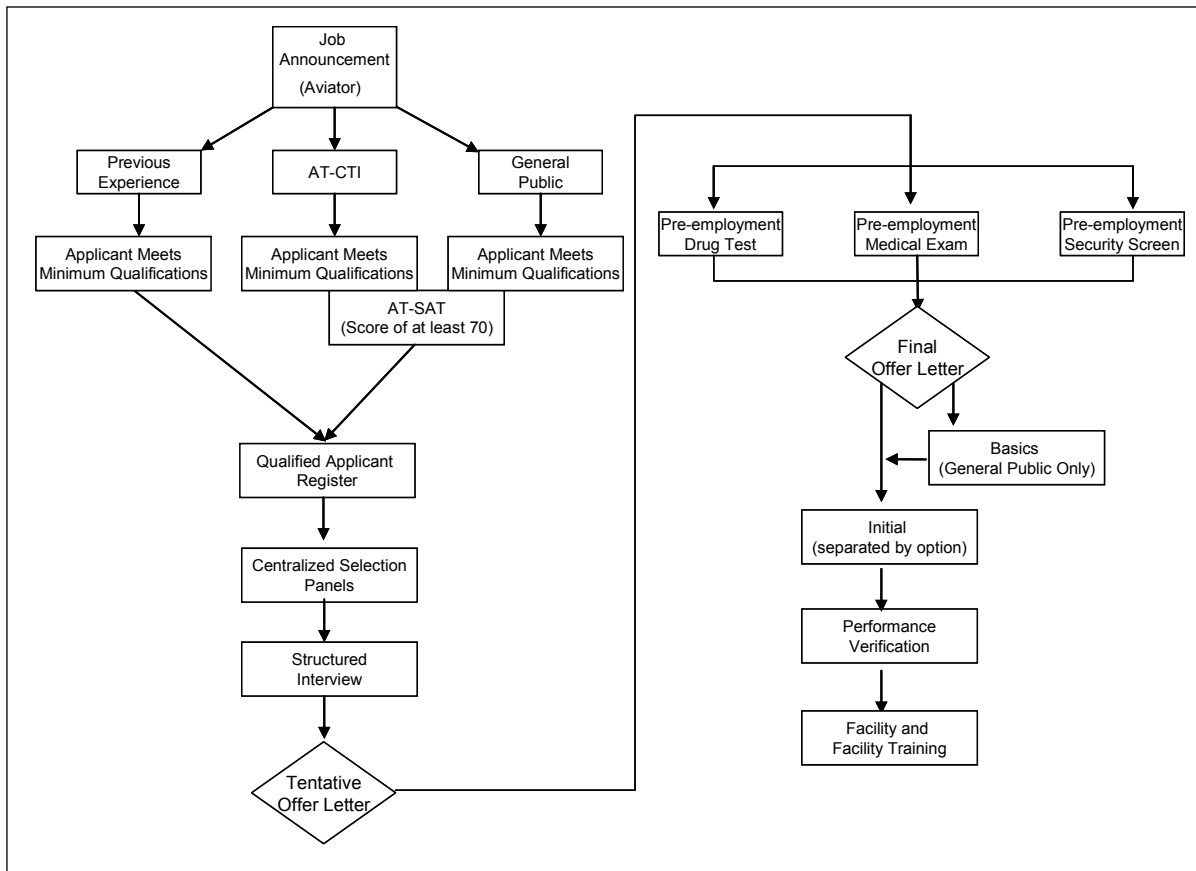 Job
Announcement
(Aviator)
Previous
Experience
AT-CTI
General
Public
Applicant Meets
Minimum Qualifications
Applicant Meets
Minimum Qualifications
Applicant Meets
Minimum Qualifications
AT-SAT
(Score of at least 70)
Qualified Applicant
Register
Centralized Selection
Panels
Structured
Interview
Tentative
Offer Letter
Pre-employment
Drug Test
Pre-employment
Medical Exam
Pre-employment
Security Screen
Final
Offer Letter
Basics
(General Public Only)
Initial
(separated by option)
Performance
Verification
Facility and
Facility Training